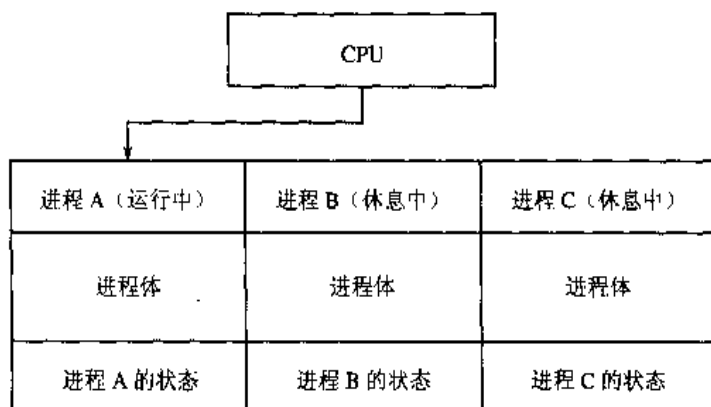 CPU
进程 A（运行中） 进程 B（休息中） 进程 C（休息中）
进程体 进程体 进程体
进程 A 的状态 进程 B 的状态 进程 C 的状态